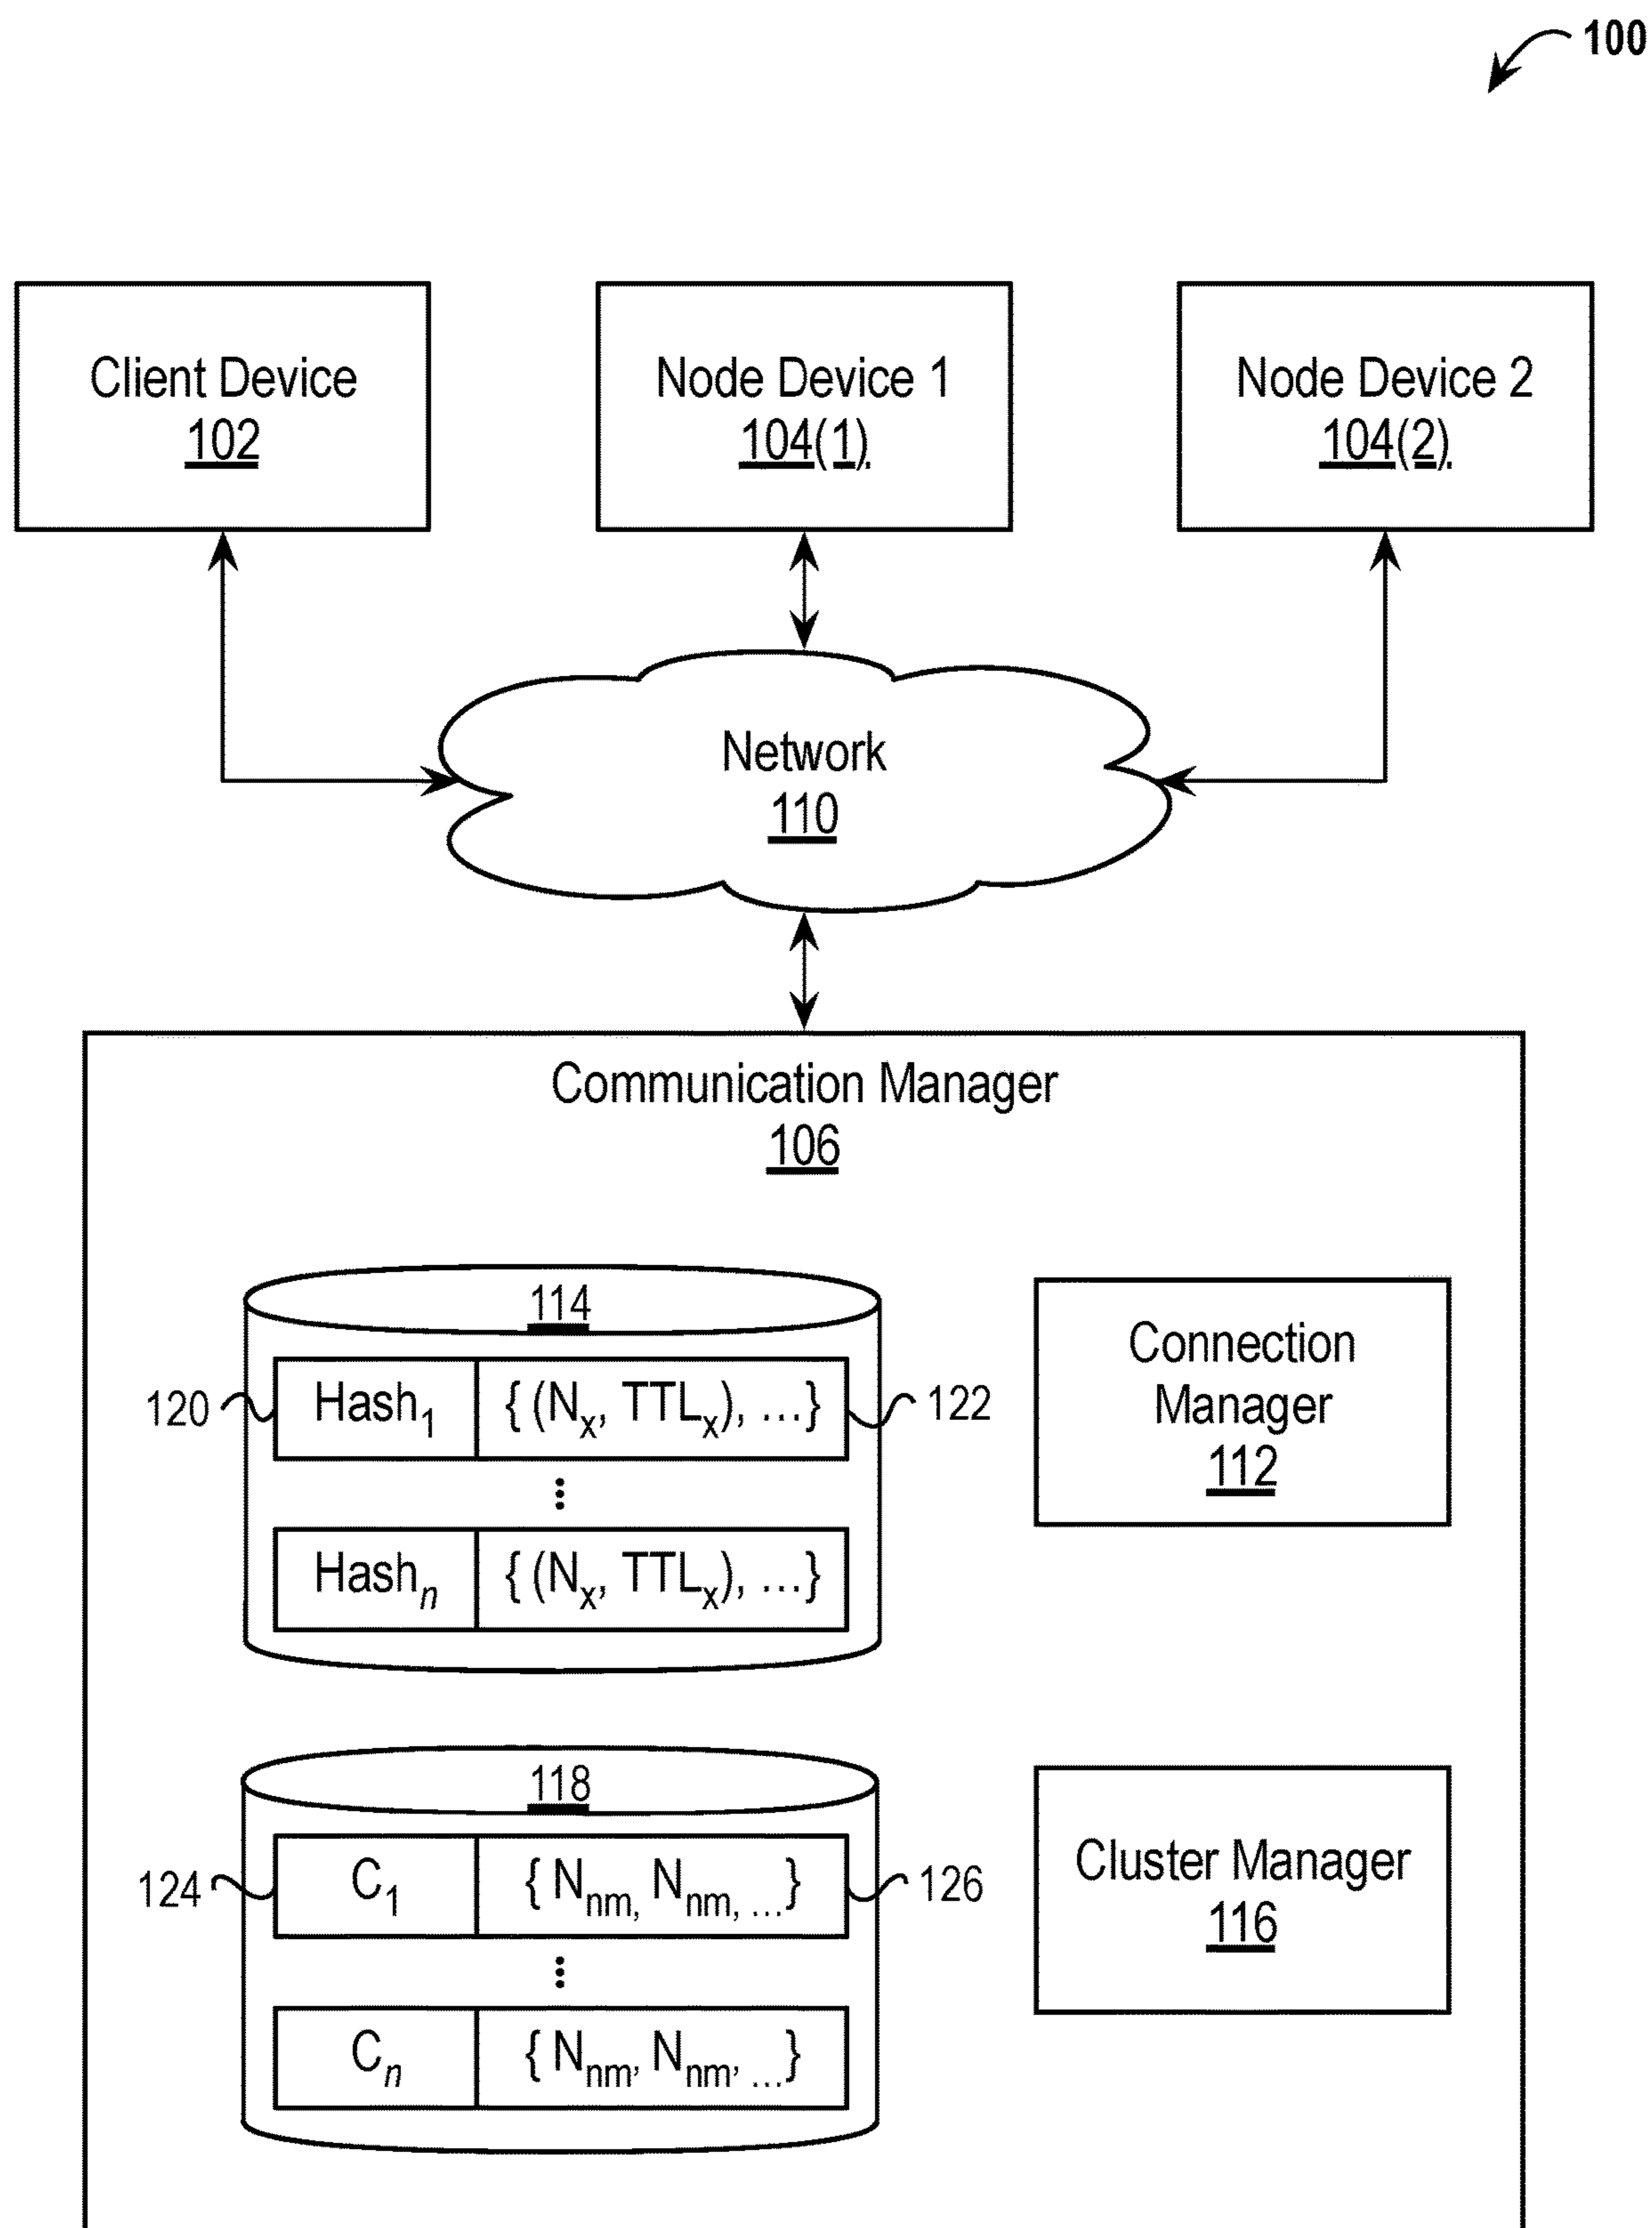 100
Client Device
102
Node Device 1
104(1)
Node Device 2
104(2)
Network
110
Communication Manager
106
114
120
Hash1
{ (Nx, TTLx), ...}
122
Hashn
{ (Nx, TTLx), ...}
Connection
Manager
112
118
124
C1
{ Nnm, Nnm, ...}
126
Cn
{ Nnm, Nnm, ...}
Cluster Manager
116